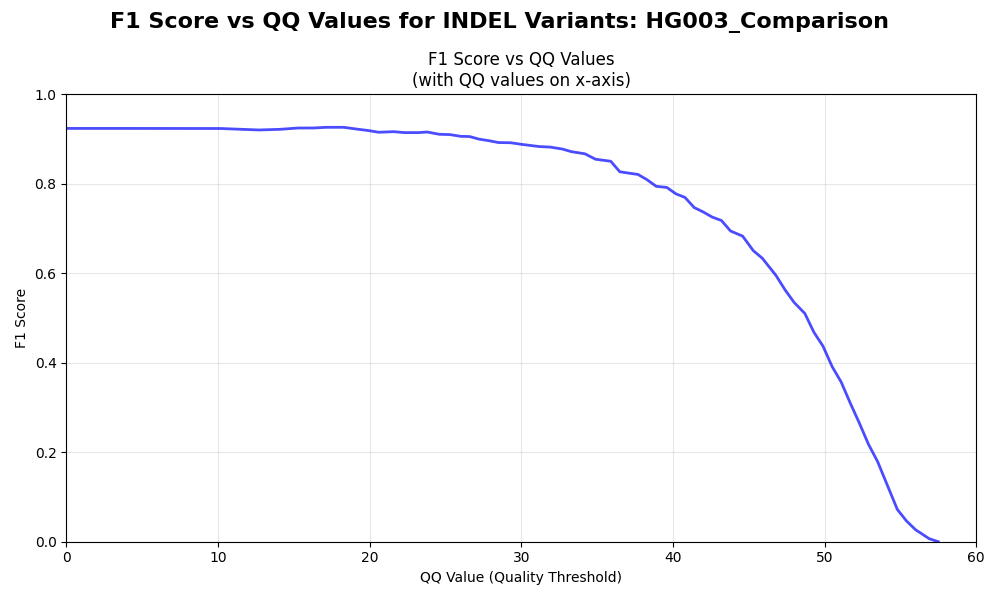 F1 Score vs QQ Values for INDEL Variants: HG003_Comparison
F1 Score vs QQ Values
(with QQ values on x-axis)
1.0
0.8
0.6
0.4
0.2
0.0
F1 Score
0 10 20 30 40 50 60
QQ Value (Quality Threshold)